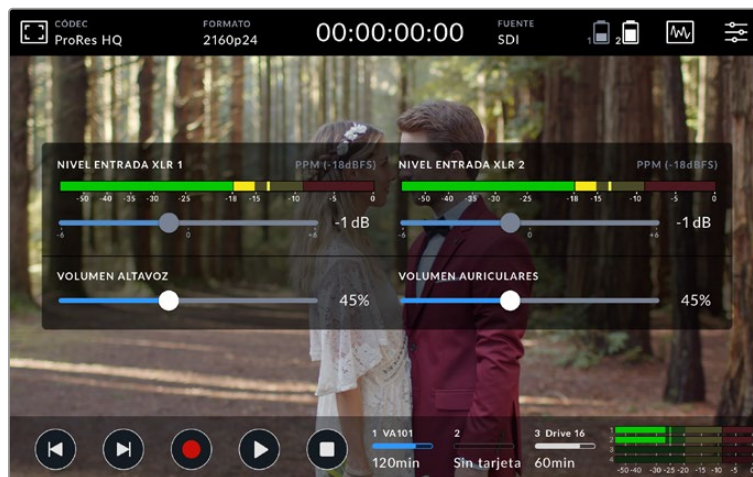 CÓDEC
ProRes HQ
FORMATO
2160p24
00:00:00:00
FUENTE
SDI
1
2
NIVEL ENTRADA XLR 1
PPM (-18dBFS)
-50 -40 -35 -30 -25 -18 -15 -10 -5 0
-1 dB
-6 0 +6
NIVEL ENTRADA XLR 2
PPM (-18dBFS)
-50 -40 -35 -30 -25 -18 -15 -10 -5 0
-1 dB
-6 0 +6
VOLUMEN ALTAVOZ
45%
VOLUMEN AURICULARES
45%
1 VA101
120min
2
Sin tarjeta
3 Drive 16
60min
1
2
3
4
-50 -40 -30 -25 -20 -15 -10 -5 0